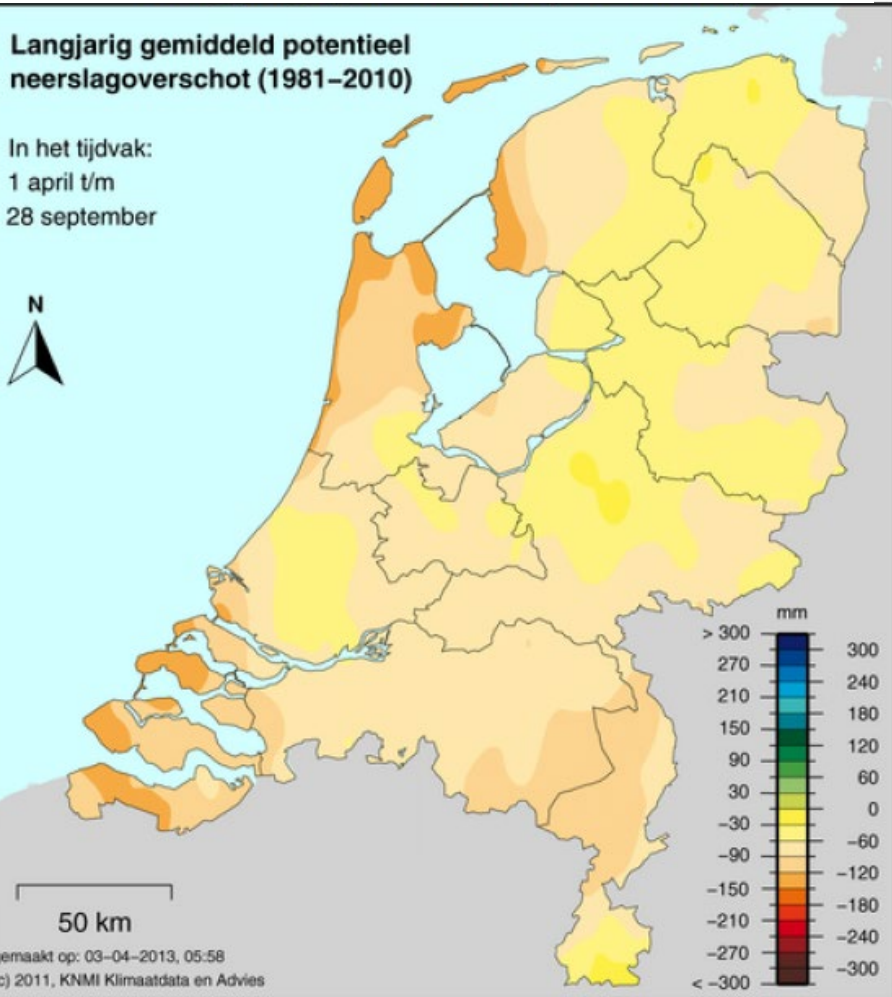 Langjarig gemiddeld potentieel
neerslagoverschot (1981–2010)
In het tijdvak:
1 april t/m
28 september
N
mm
> 300
300
270
240
210
180
150
120
90
60
30
0
−30
−60
−90
−120
−150
−180
−210
−240
−270
−300
< −300
50 km
gemaakt op: 03–04–2013, 05:58
c) 2011, KNMI Klimaatdata en Advies